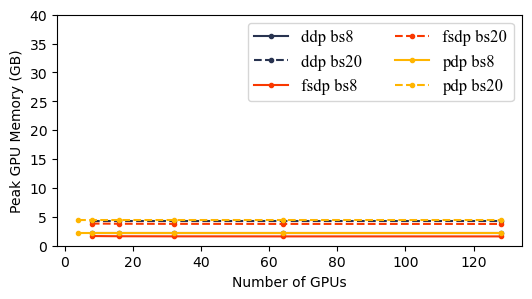 40
35
30
25
20
15
10
5
0
Peak GPU Memory (GB)
ddp bs8
ddp bs20
fsdp bs8
fsdp bs20
pdp bs8
pdp bs20
0 20 40 60 80 100 120
Number of GPUs